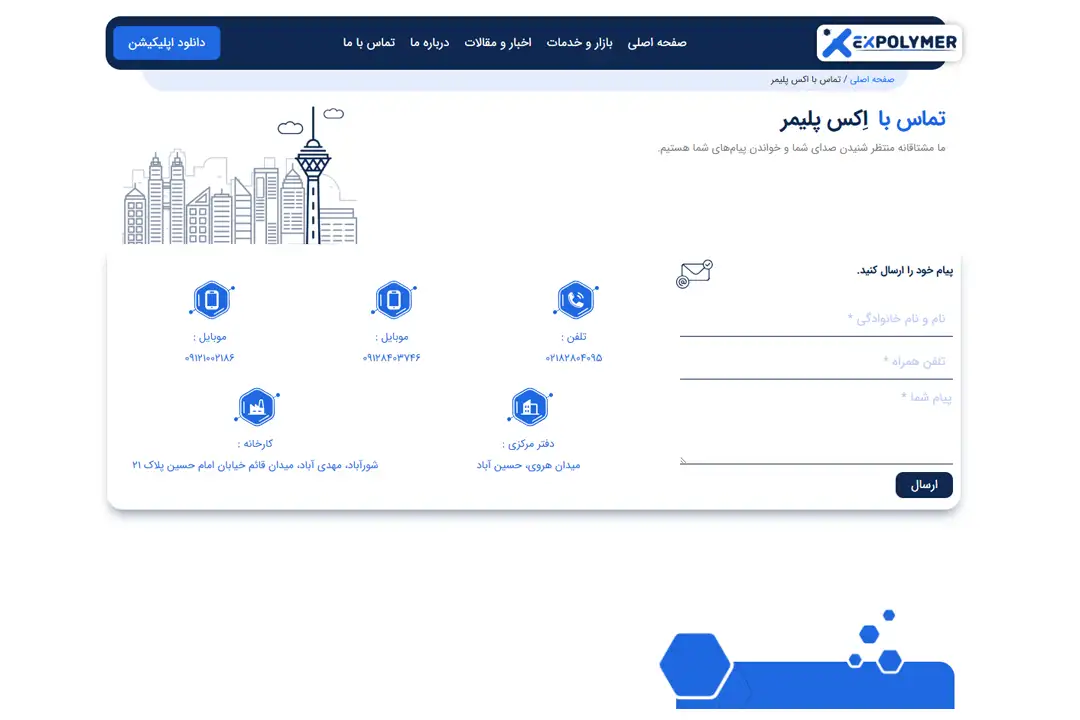 EXPOLYMER
صفحه اصلی
بازار و خدمات
اخبار و مقالات
درباره ما
تماس با ما
دانلود اپلیکیشن
صفحه اصلی / تماس با اکس پلیمر
تماس با اِکس پلیمر
ما مشتاقانه منتظر شنیدن صدای شما و خواندن پیام‌های شما هستیم.
پیام خود را ارسال کنید.
نام و نام خانوادگی *
تلفن همراه *
پیام شما *
ارسال
تلفن :
۰۲۱۸۲۸۰۴۰۹۵
موبایل :
۰۹۱۲۸۴۰۳۷۴۶
موبایل :
۰۹۱۲۱۰۰۲۱۸۶
دفتر مرکزی :
میدان هروی، حسین آباد
کارخانه :
شورآباد، مهدی آباد، میدان قائم خیابان امام حسین پلاک ۲۱